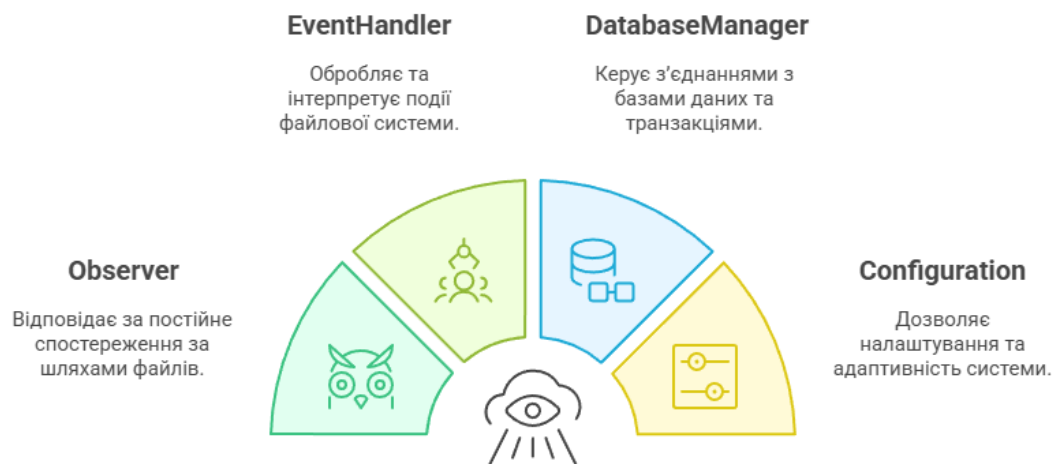 EventHandler
Обробляє та
інтерпретує події
файлової системи.
DatabaseManager
Керує з’єднаннями з
базами даних та
транзакціями.
Observer
Відповідає за постійне
спостереження за
шляхами файлів.
Configuration
Дозволяє
налаштування та
адаптивність системи.